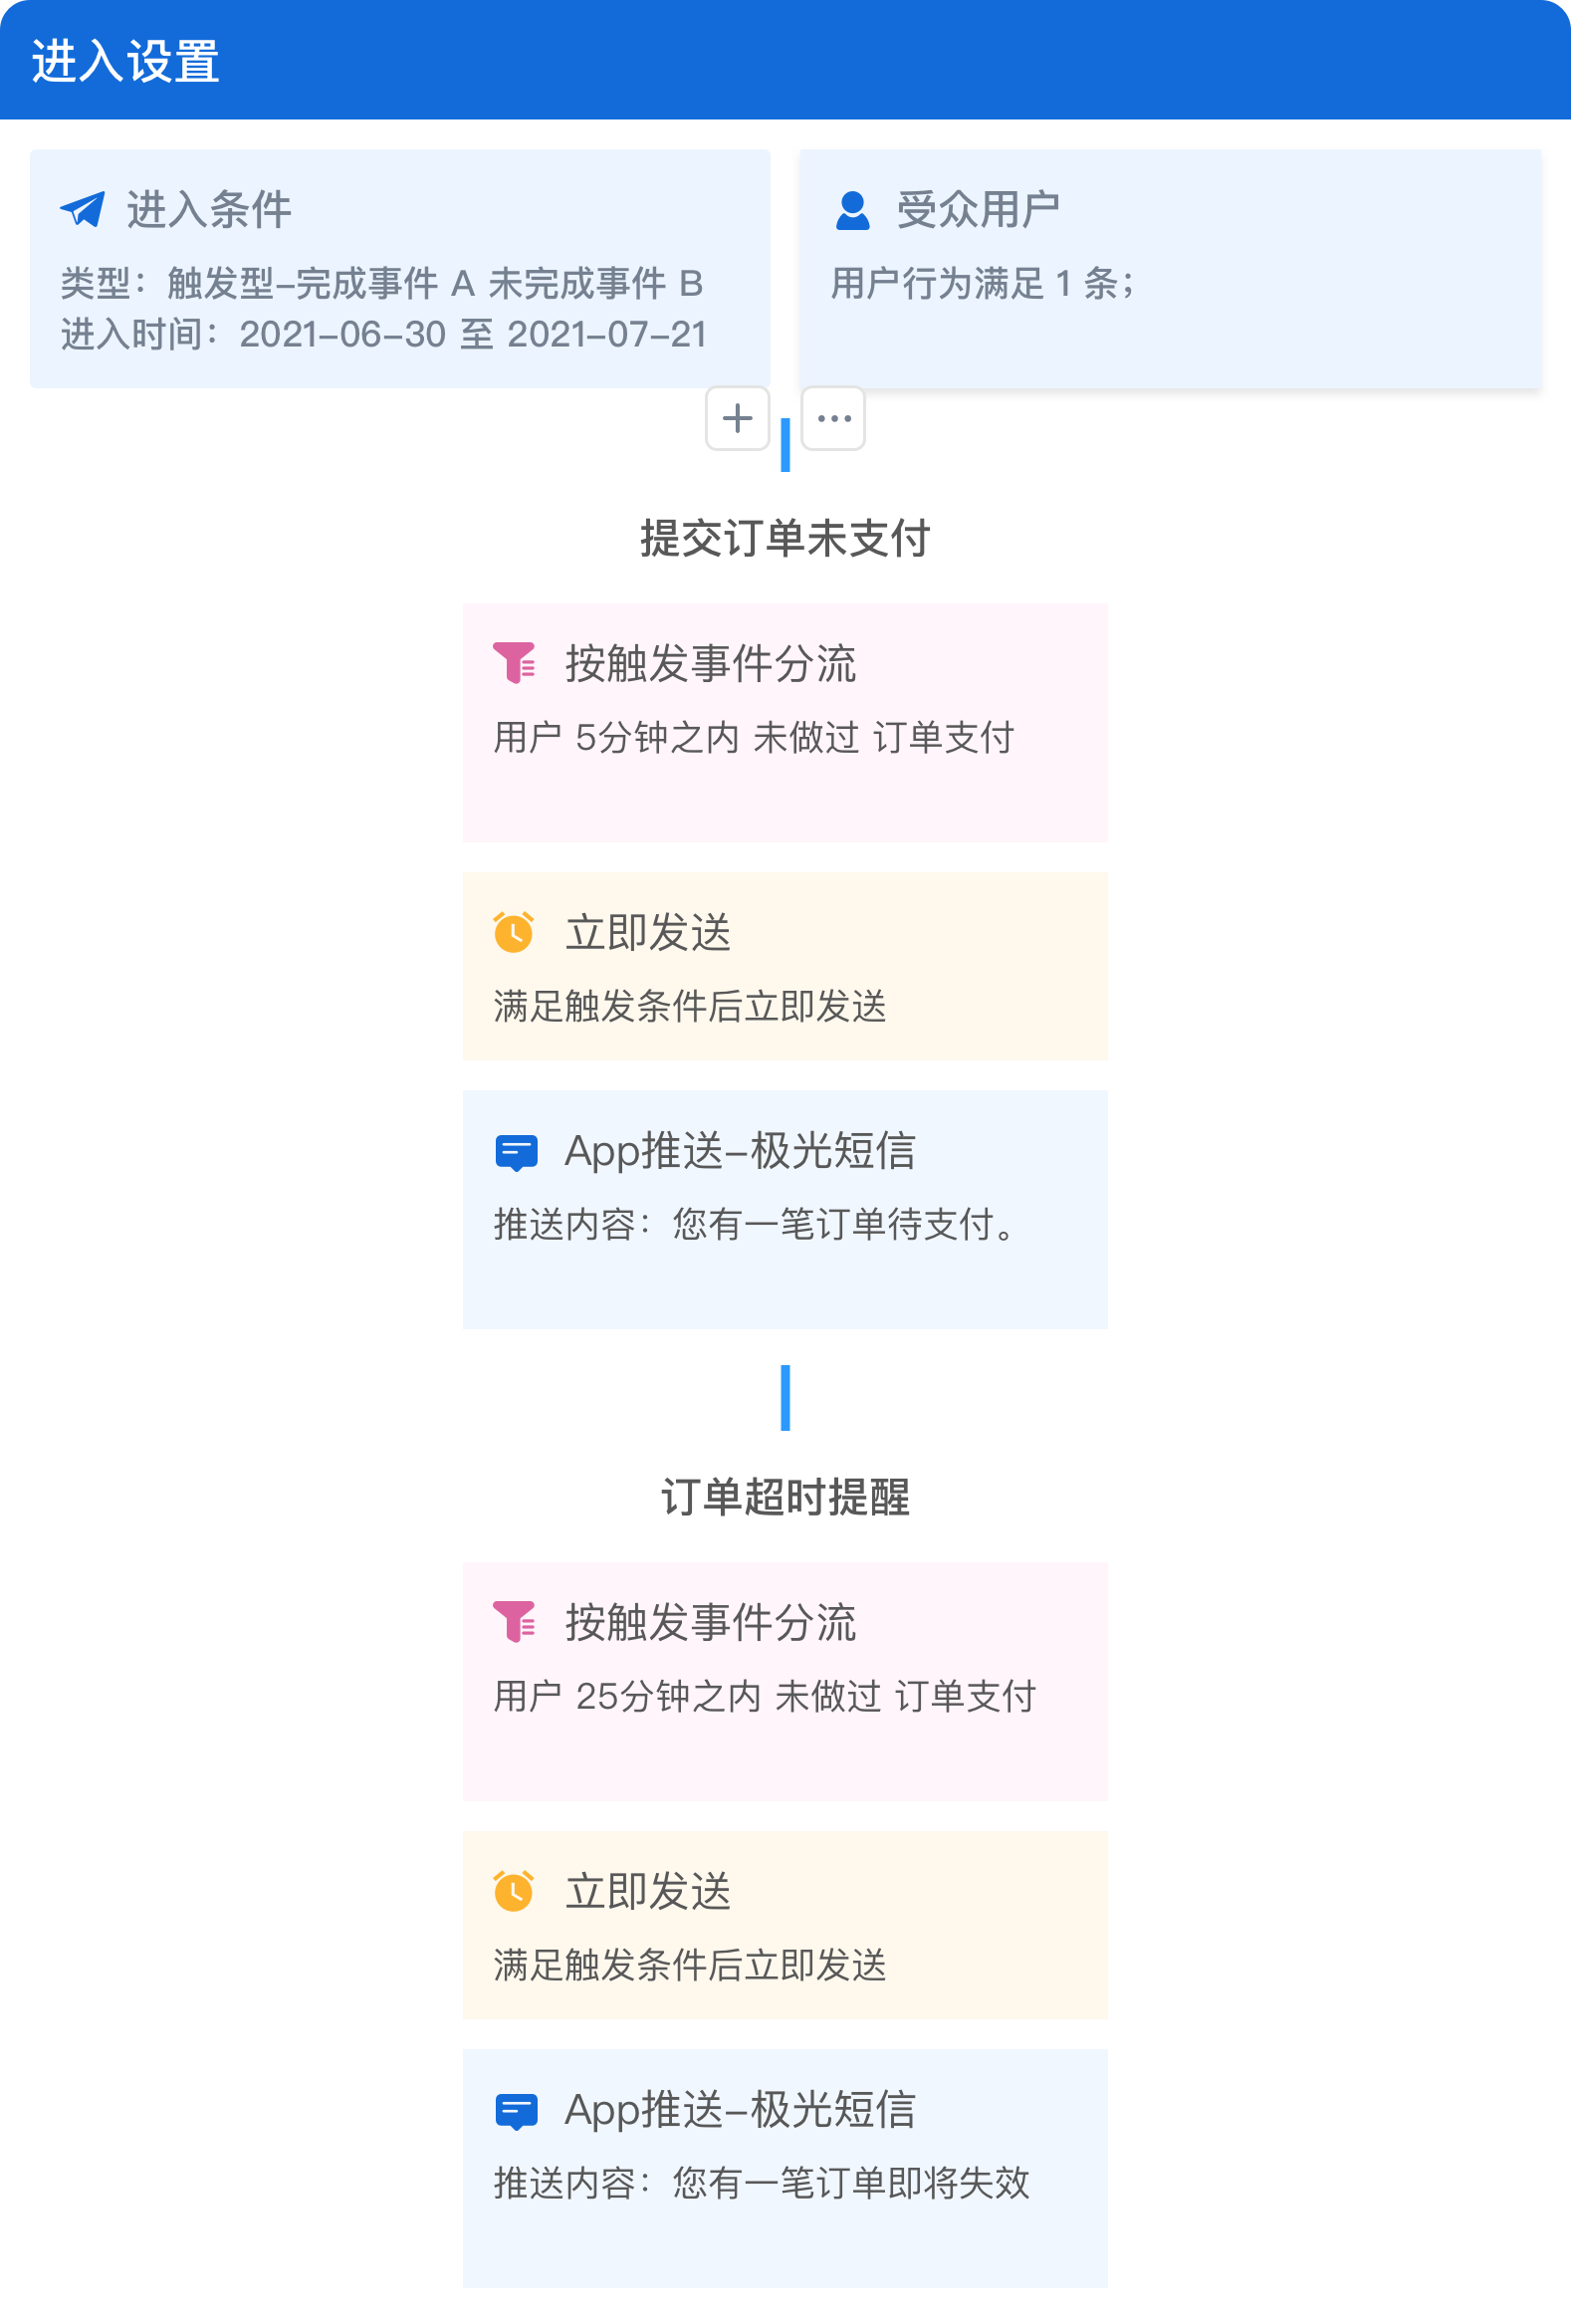 进入设置
进入条件
类型：触发型-完成事件 A 未完成事件 B
进入时间：2021-06-30 至 2021-07-21
受众用户
用户行为满足 1 条；
提交订单未支付
按触发事件分流
用户 5分钟之内 未做过 订单支付
立即发送
满足触发条件后立即发送
App推送-极光短信
推送内容：您有一笔订单待支付。
订单超时提醒
按触发事件分流
用户 25分钟之内 未做过 订单支付
立即发送
满足触发条件后立即发送
App推送-极光短信
推送内容：您有一笔订单即将失效